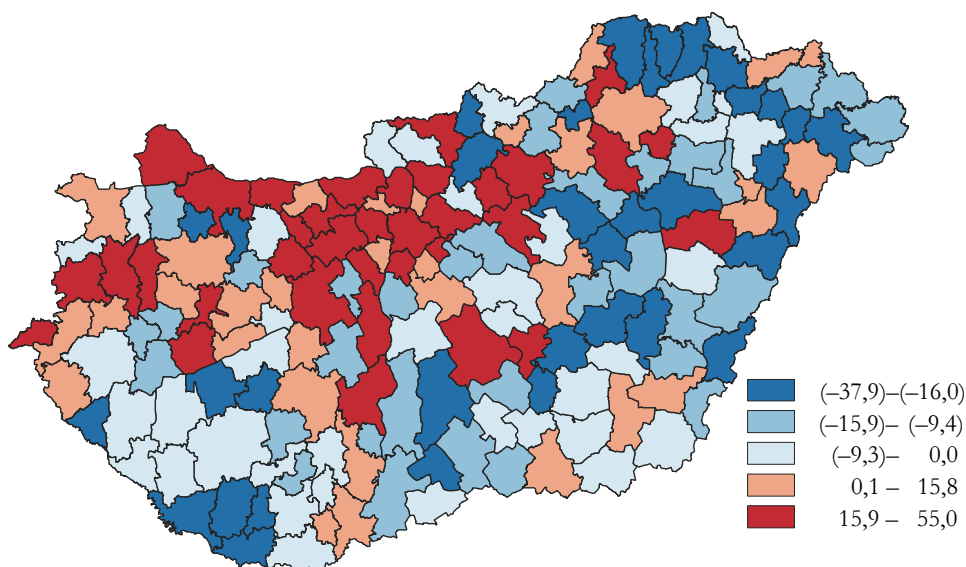 (–37,9)–(–16,0)
(–15,9)– (–9,4)
(–9,3)– 0,0
0,1 – 15,8
15,9 – 55,0